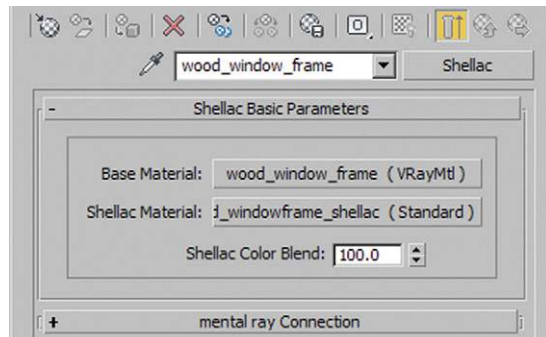 wood_window_frame Shellac
- Shellac Basic Parameters
Base Material: wood_window_frame ( VRayMtl )
Shellac Material: d_windowframe_shellac ( Standard )
Shellac Color Blend: 100.0
+ mental ray Connection